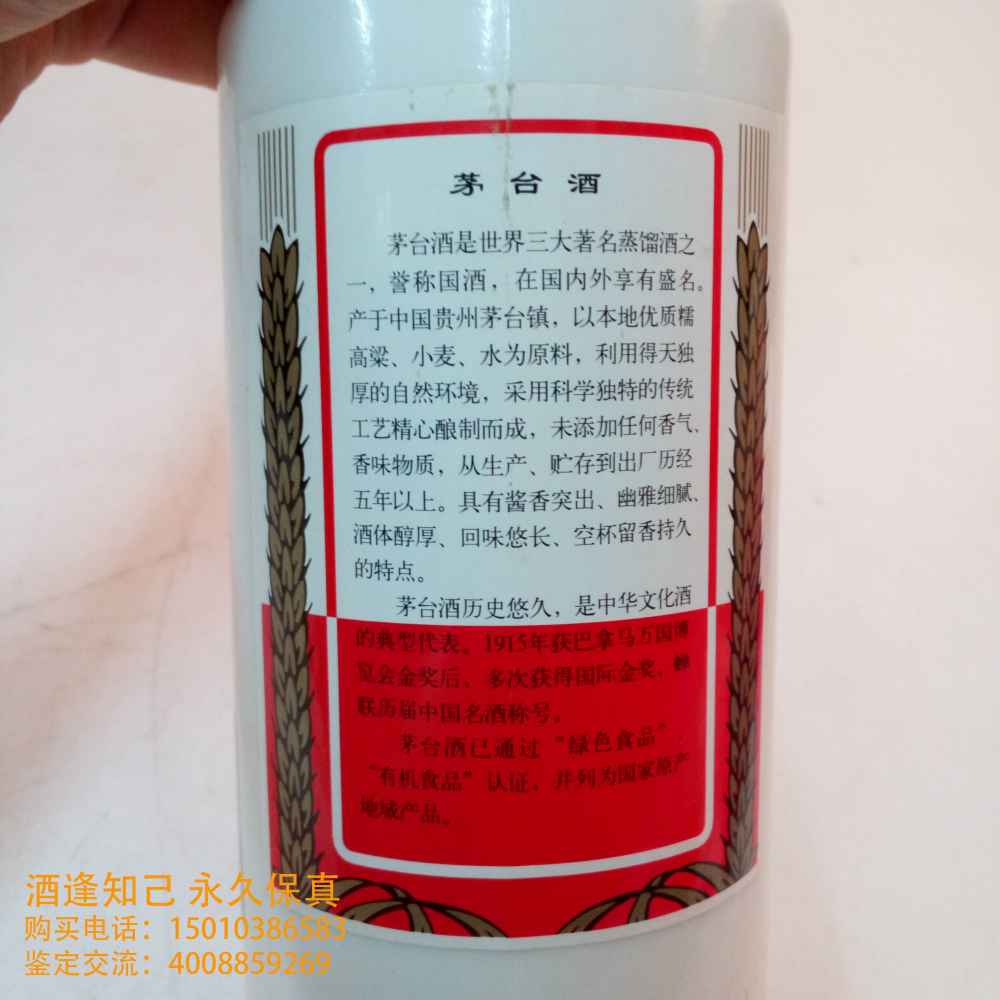 茅台酒
茅台酒是世界三大著名蒸馏酒之
一，誉称国酒，在国内外享有盛名。
产于中国贵州茅台镇，以本地优质糯
高粱、小麦、水为原料，利用得天独
厚的自然环境，采用科学独特的传统
工艺精心酿制而成，未添加任何香气、
香味物质，从生产、贮存到出厂历经
五年以上。具有酱香突出、幽雅细腻、
酒体醇厚、回味悠长、空杯留香持久
的特点。
茅台酒历史悠久，是中华文化酒
的典型代表。1915年获巴拿马万国博
览会金奖后、多次获得国际金奖，蝉
联历届中国名酒称号。
茅台酒已通过“绿色食品”、
“有机食品”认证，并列为国家原产
地域产品。
酒逢知己 永久保真
购买电话：15010386583
鉴定交流：4008859269